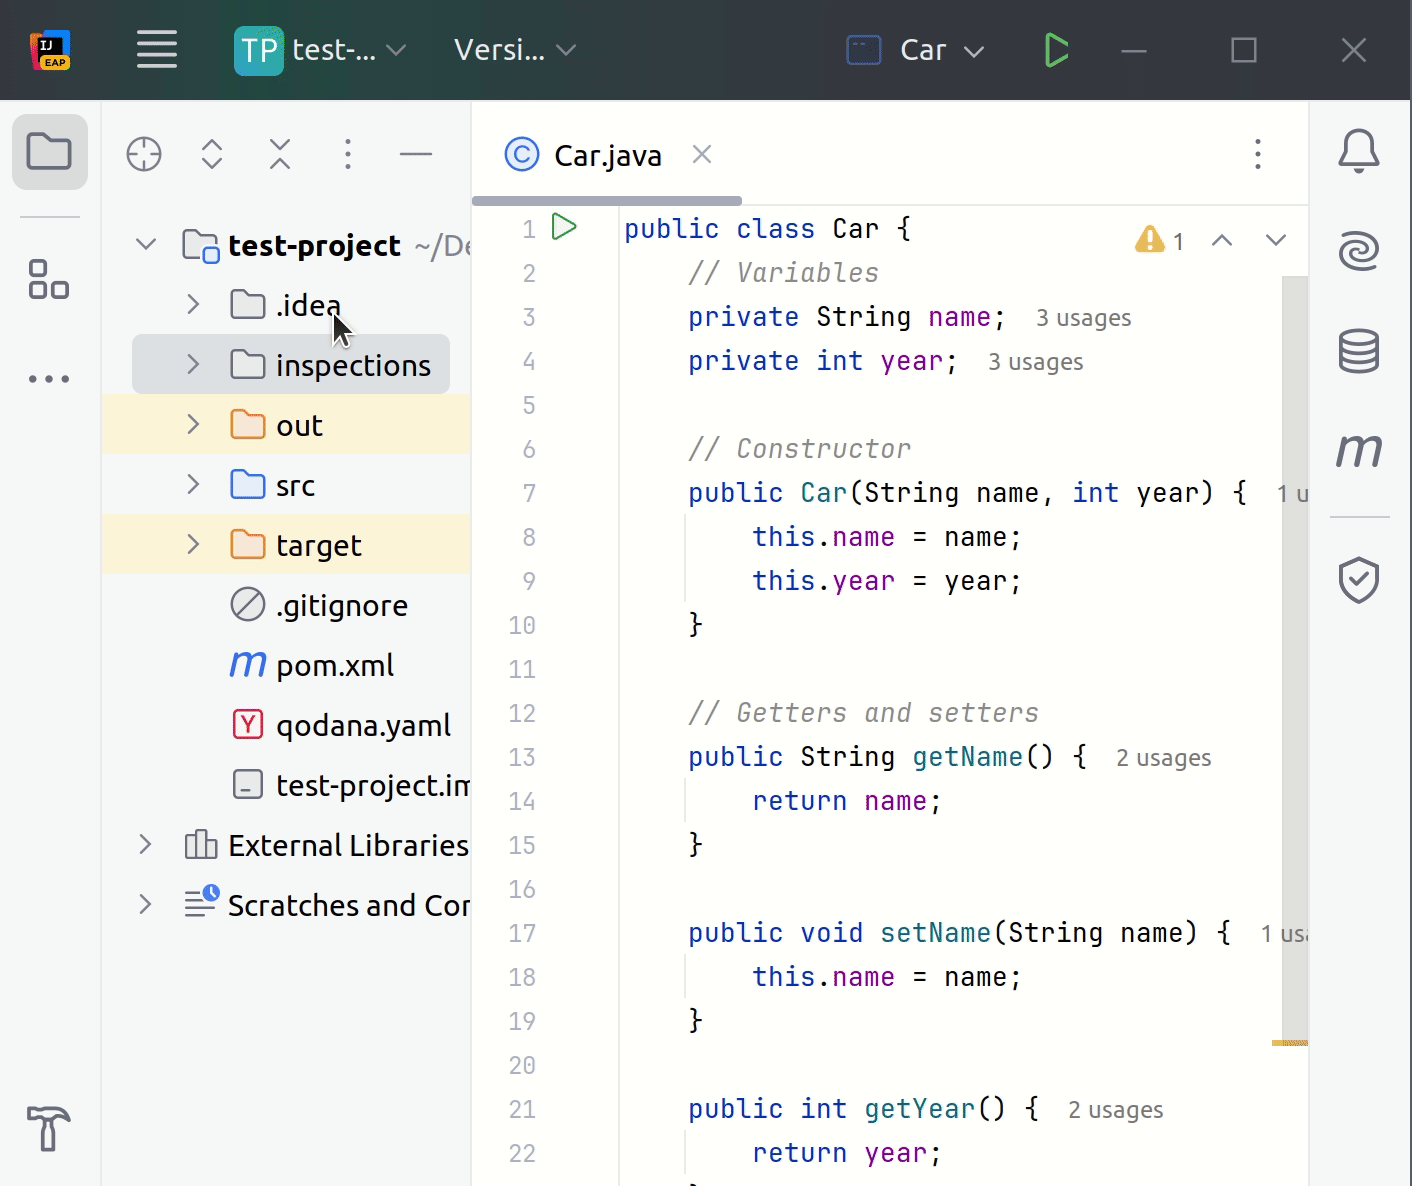 IJ
EAP
TP test-... Versi... Car
test-project ~/De
.idea
inspections
out
src
target
.gitignore
m pom.xml
Y qodana.yaml
test-project.im
External Libraries
Scratches and Con
C Car.java
1
1 public class Car {
2 // Variables
3 private String name; 3 usages
4 private int year; 3 usages
5
6 // Constructor
7 public Car(String name, int year) { 1 u
8 this.name = name;
9 this.year = year;
10 }
11
12 // Getters and setters
13 public String getName() { 2 usages
14 return name;
15 }
16
17 public void setName(String name) { 1 usa
18 this.name = name;
19 }
20
21 public int getYear() { 2 usages
22 return year;
m